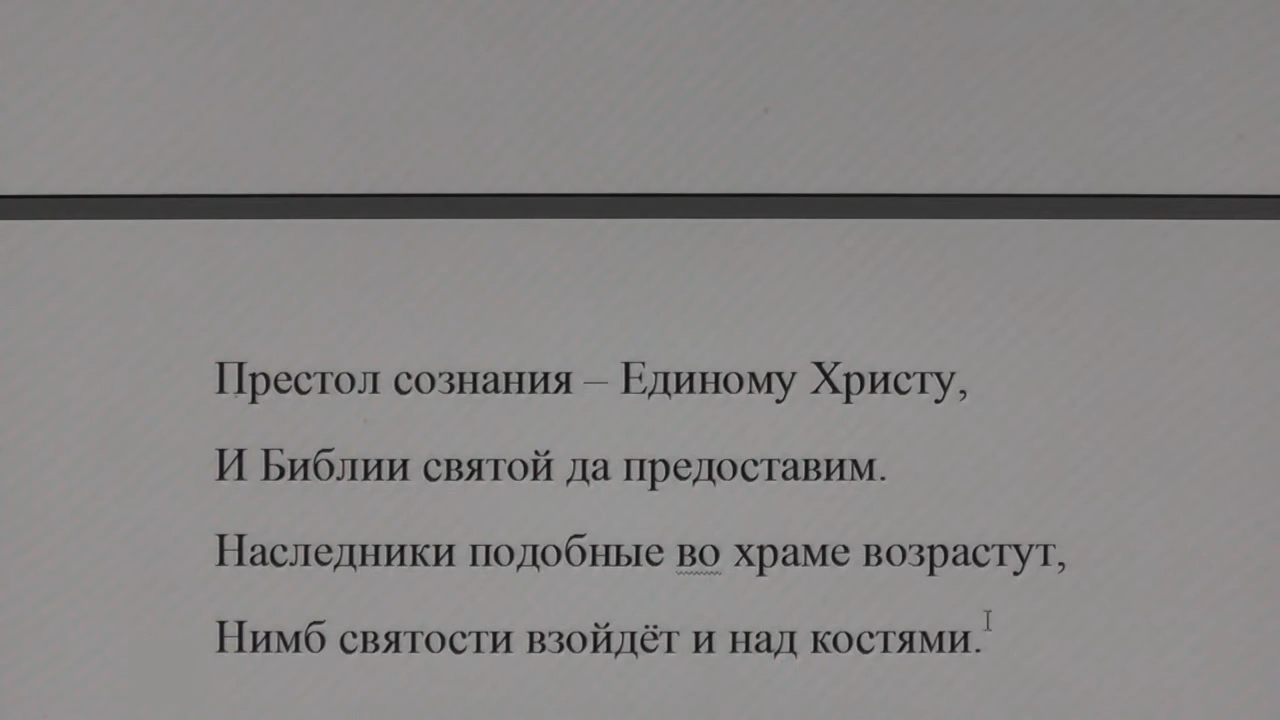 Престол сознания – Единому Христу,
И Библии святой да предоставим.
Наследники подобные во храме возрастут,
Нимб святости взойдёт и над костями.